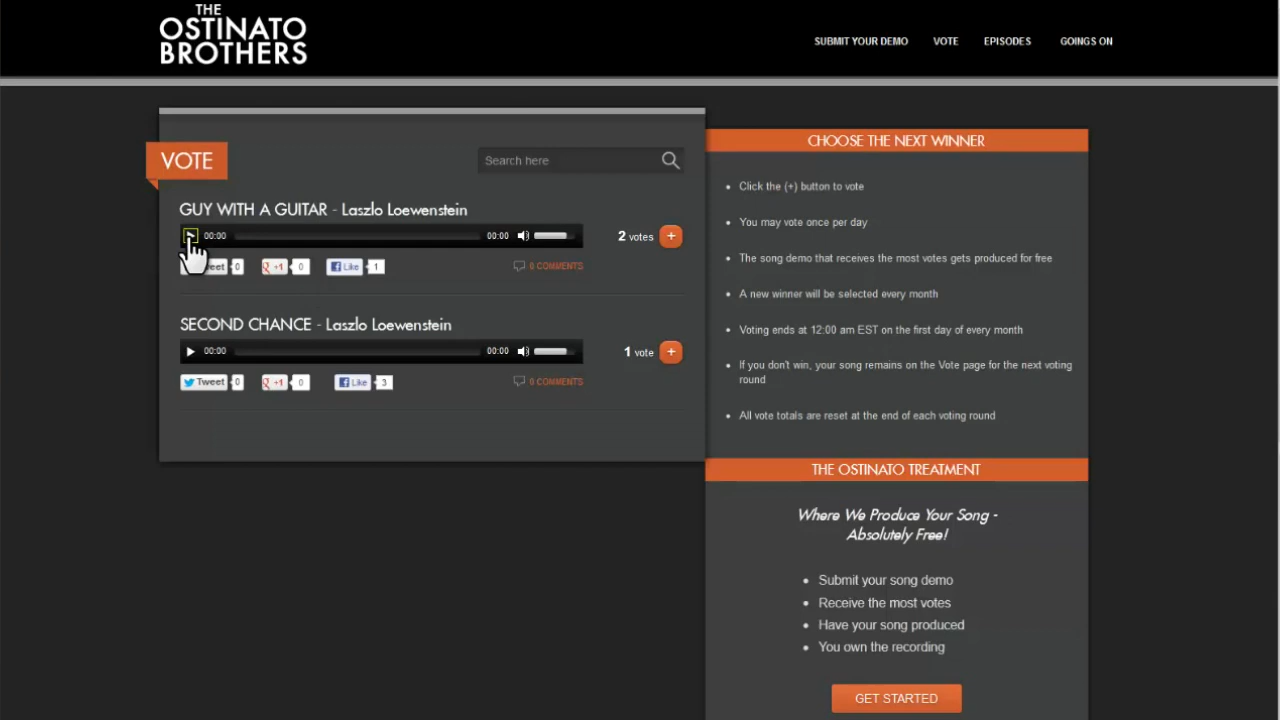 THE
OSTINATO
BROTHERS
SUBMIT YOUR DEMO VOTE EPISODES GOINGS ON
VOTE
Search here
GUY WITH A GUITAR - Laszlo Loewenstein
00:00 00:00
2 votes +
0 +1 0 Like 1 0 COMMENTS
SECOND CHANCE - Laszlo Loewenstein
00:00 00:00
1 vote +
Tweet 0 +1 0 Like 3 0 COMMENTS
CHOOSE THE NEXT WINNER
• Click the (+) button to vote
• You may vote once per day
• The song demo that receives the most votes gets produced for free
• A new winner will be selected every month
• Voting ends at 12:00 am EST on the first day of every month
• If you don't win, your song remains on the Vote page for the next voting
round
• All vote totals are reset at the end of each voting round
THE OSTINATO TREATMENT
Where We Produce Your Song -
Absolutely Free!
• Submit your song demo
• Receive the most votes
• Have your song produced
• You own the recording
GET STARTED